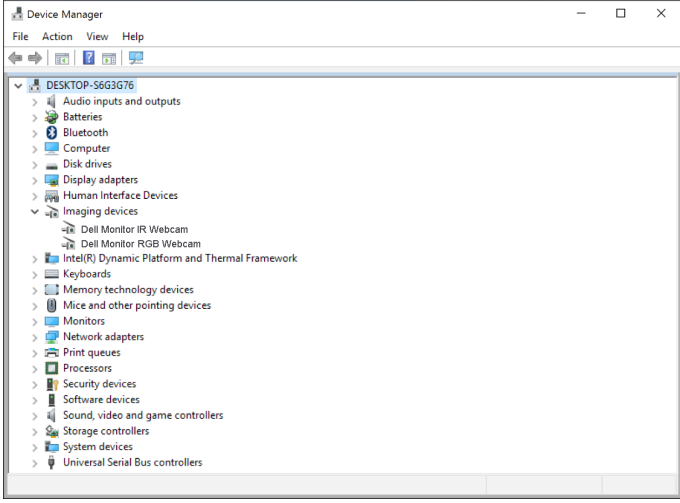 Device Manager
File Action View Help
DESKTOP-S6G3G76
Audio inputs and outputs
Batteries
Bluetooth
Computer
Disk drives
Display adapters
Human Interface Devices
Imaging devices
Dell Monitor IR Webcam
Dell Monitor RGB Webcam
Intel(R) Dynamic Platform and Thermal Framework
Keyboards
Memory technology devices
Mice and other pointing devices
Monitors
Network adapters
Print queues
Processors
Security devices
Software devices
Sound, video and game controllers
Storage controllers
System devices
Universal Serial Bus controllers